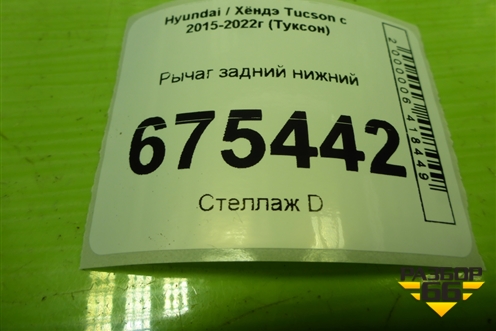 Hyundai / Хёндэ Tucson с
2015-2022г (Туксон)
Рычаг задний нижний
675442
Стеллаж D
2000006418449
РАЗБОР
66